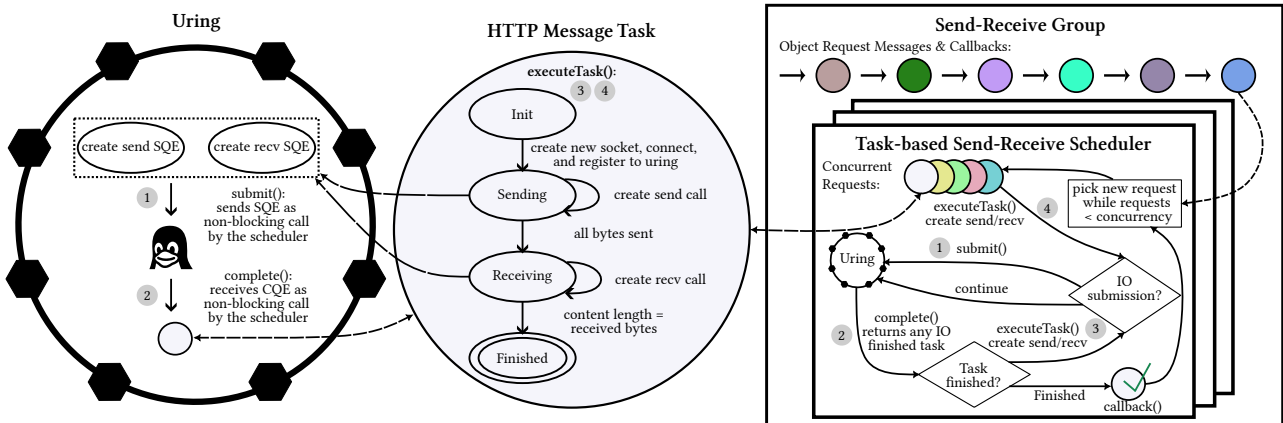 Uring
create send SQE
create recv SQE
1
submit():
sends SQE as
non-blocking call
by the scheduler
2
complete():
receives CQE as
non-blocking call
by the scheduler
HTTP Message Task
executeTask():
3 4
Init
create new socket, connect,
and register to uring
Sending
create send call
all bytes sent
Receiving
create recv call
content length =
received bytes
Finished
Send-Receive Group
Object Request Messages & Callbacks:
Task-based Send-Receive Scheduler
Concurrent
Requests:
pick new request
while requests
< concurrency
executeTask()
create send/recv
4
1 submit()
Uring
IO
submission?
continue
2
complete()
returns any IO
finished task
executeTask()
create send/recv
3
Task
finished?
Finished
callback()